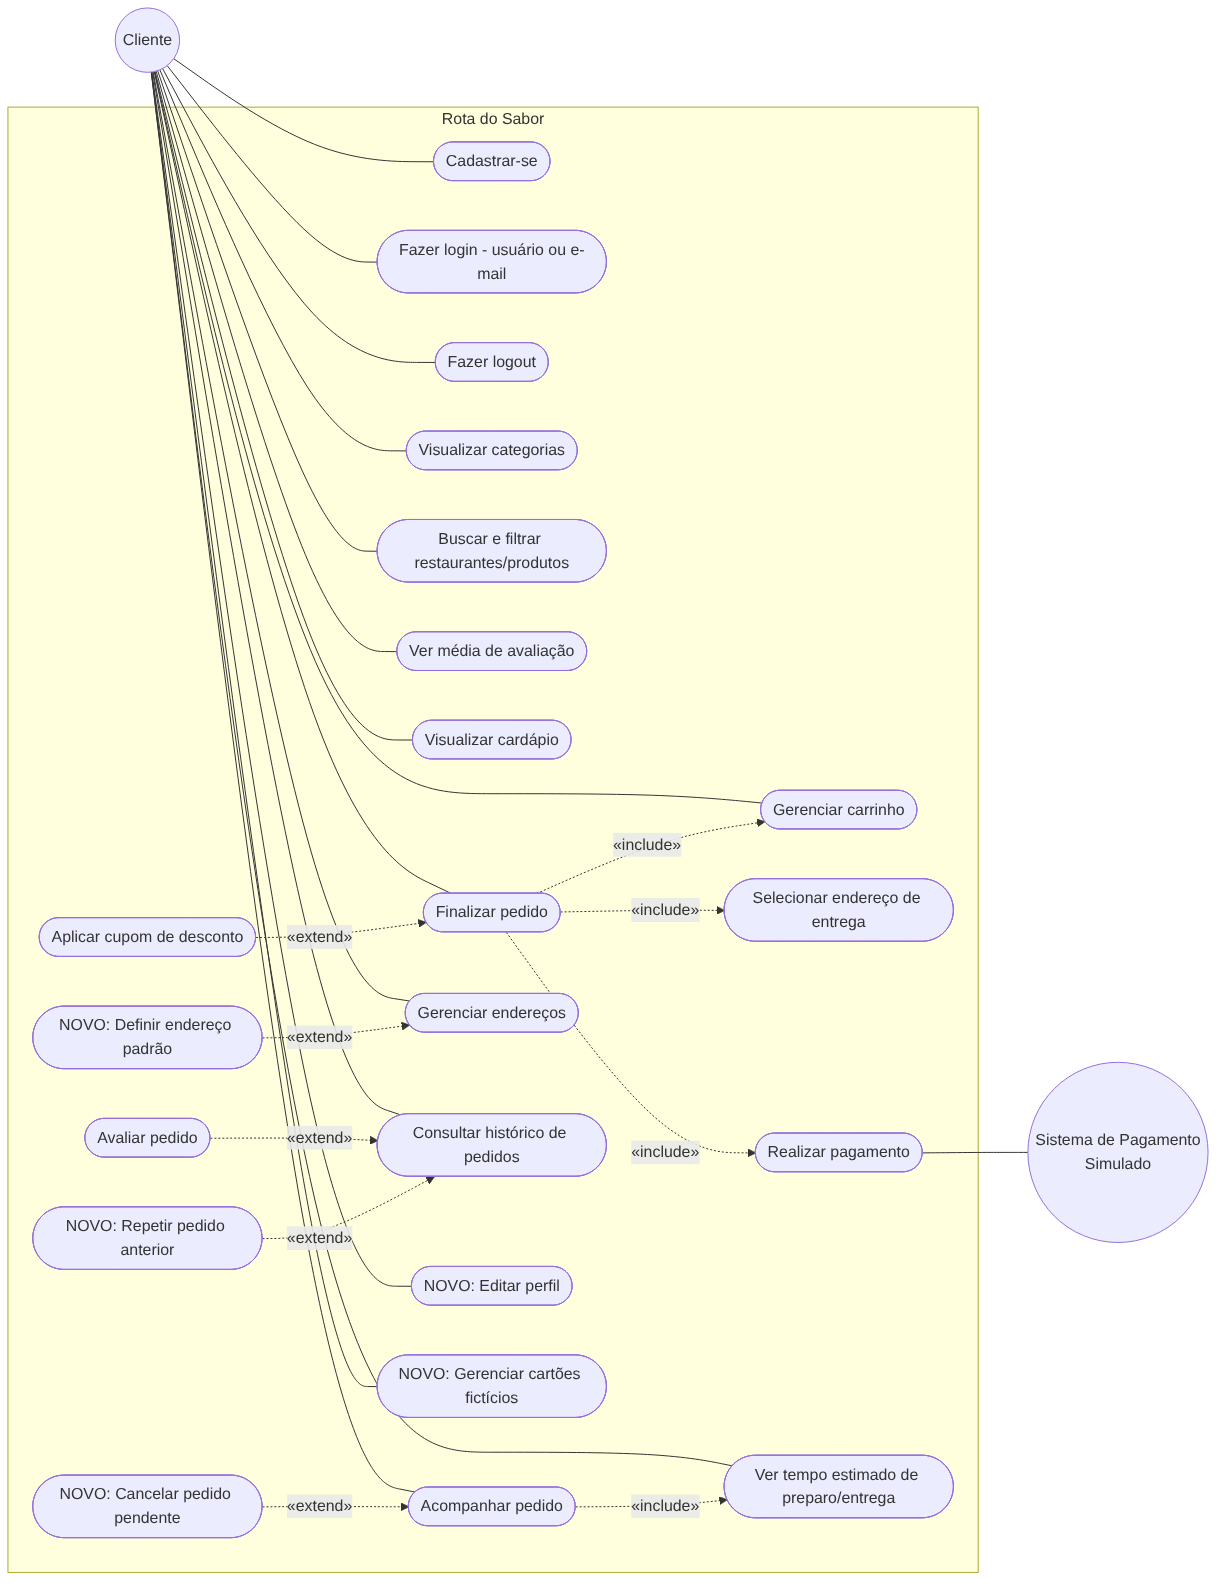 Cliente
Rota do Sabor
Cadastrar-se
Fazer login - usuário ou e-
mail
Fazer logout
Visualizar categorias
Buscar e filtrar
restaurantes/produtos
Ver média de avaliação
Visualizar cardápio
Gerenciar carrinho
«include»
Selecionar endereço de
entrega
«include»
Finalizar pedido
Aplicar cupom de desconto
«extend»
Gerenciar endereços
NOVO: Definir endereço
padrão
«extend»
Avaliar pedido
«extend»
Consultar histórico de
pedidos
«include»
Realizar pagamento
Sistema de Pagamento
Simulado
NOVO: Repetir pedido
anterior
«extend»
NOVO: Editar perfil
NOVO: Gerenciar cartões
fictícios
Ver tempo estimado de
preparo/entrega
NOVO: Cancelar pedido
pendente
«extend»
Acompanhar pedido
«include»